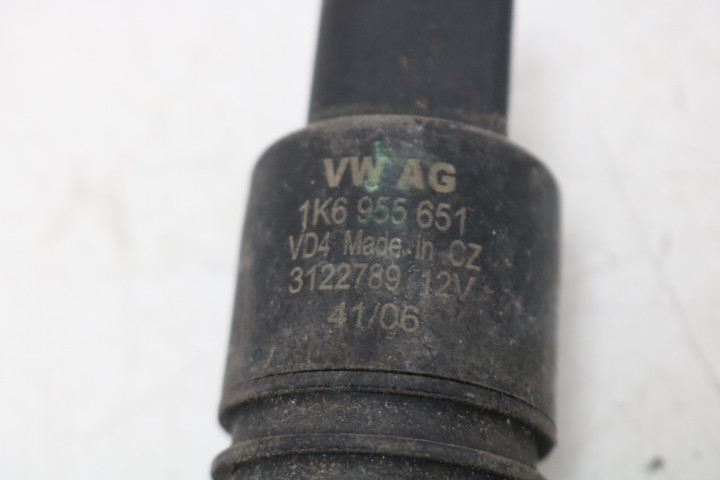 VW AG
1K6 955 651
VD4 Made in CZ
3122789 12V
41/06